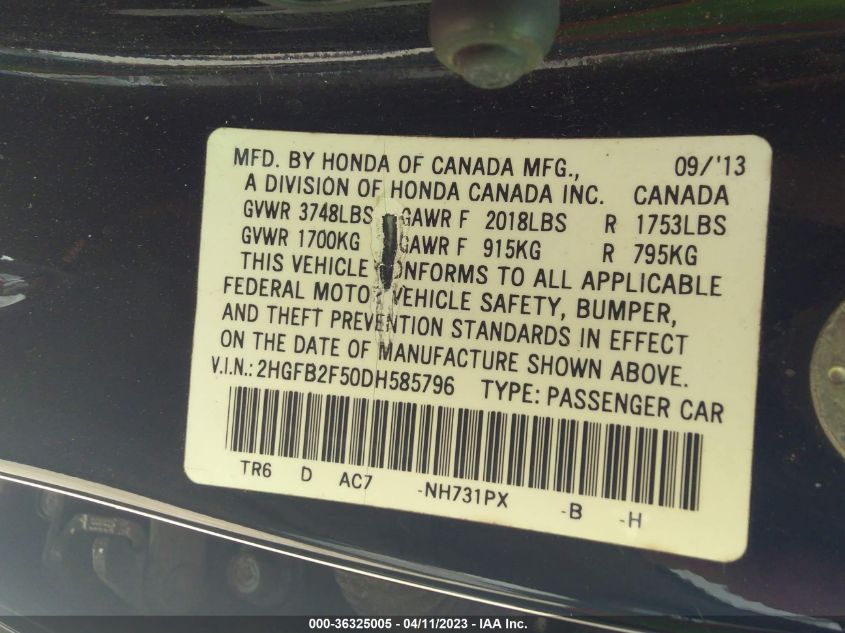 MFD. BY HONDA OF CANADA MFG., 09/'13
A DIVISION OF HONDA CANADA INC. CANADA
GVWR 3748LBS GAWR F 2018LBS R 1753LBS
GVWR 1700KG GAWR F 915KG R 795KG
THIS VEHICLE ONFORMS TO ALL APPLICABLE
FEDERAL MOTO VEHICLE SAFETY, BUMPER,
AND THEFT PREVENTION STANDARDS IN EFFECT
ON THE DATE OF MANUFACTURE SHOWN ABOVE.
V.I.N.: 2HGFB2F50DH585796 TYPE: PASSENGER CAR
TR6 D AC7 -NH731PX -B -H
000-36325005 - 04/11/2023 - IAA Inc.